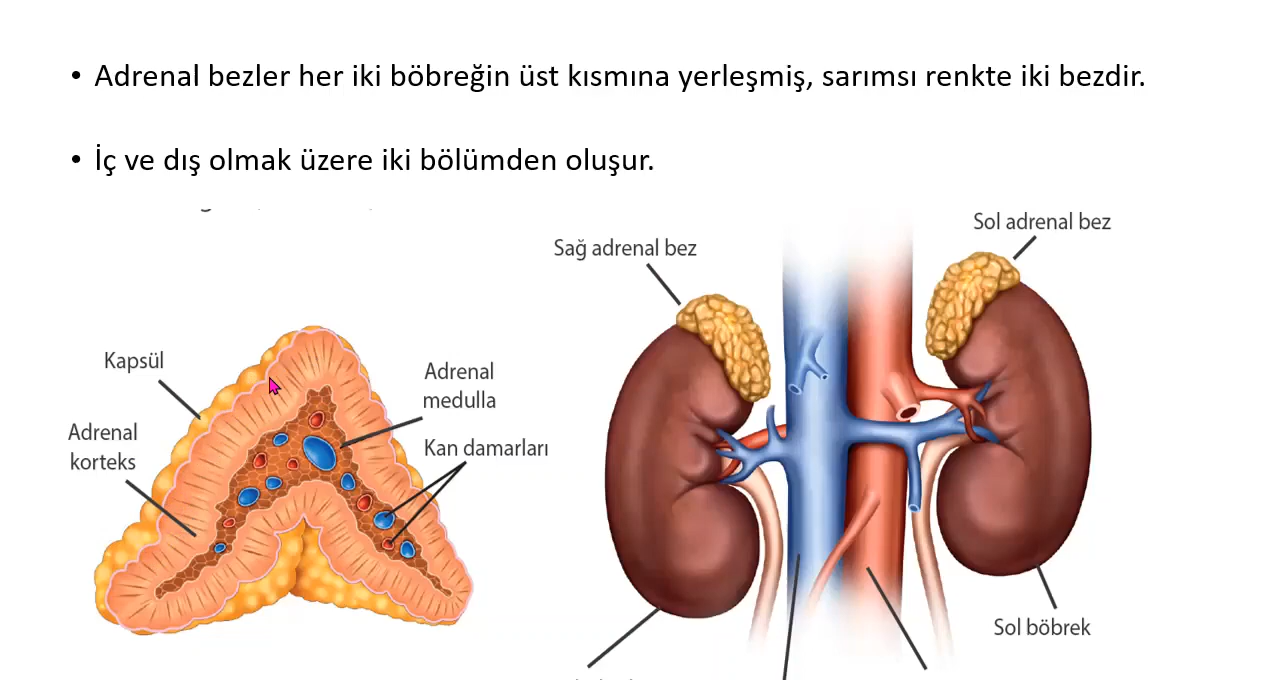 • Adrenal bezler her iki böbreğin üst kısmına yerleşmiş, sarımsı renkte iki bezdir.
• İç ve dış olmak üzere iki bölümden oluşur.
Sol adrenal bez
Sağ adrenal bez
Kapsül
Adrenal
medulla
Adrenal
korteks
Kan damarları
Sol böbrek